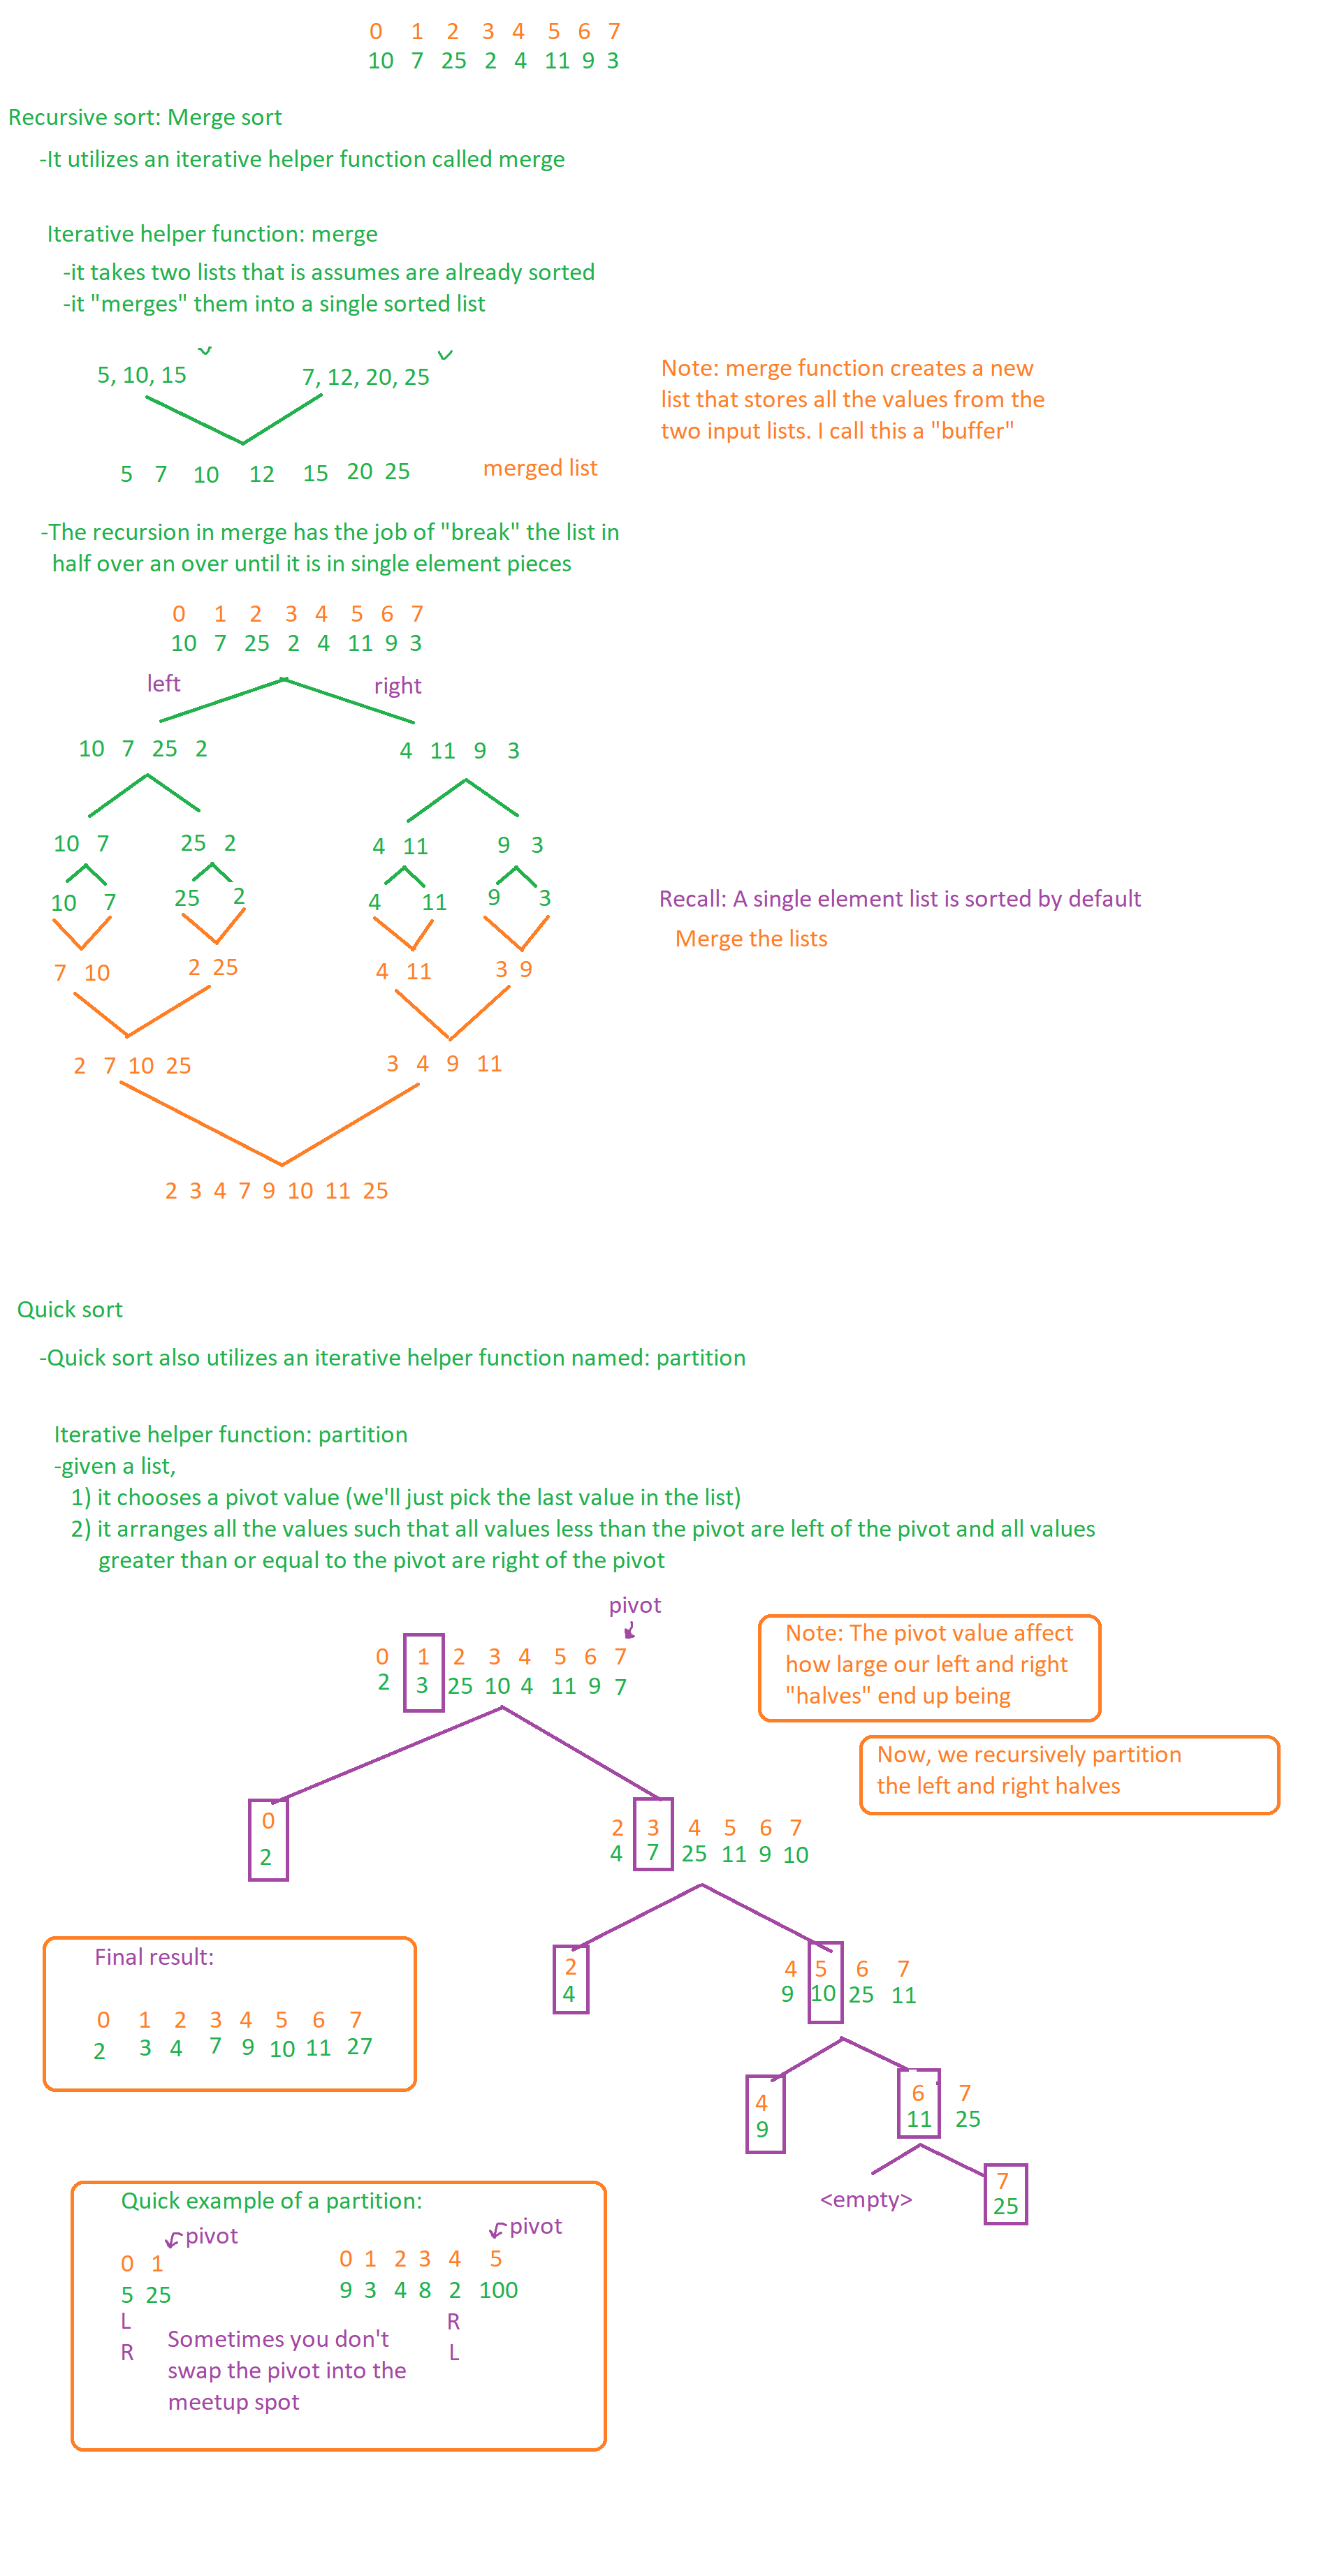 0 1 2 3 4 5 6 7
10 7 25 2 4 11 9 3
Recursive sort: Merge sort
-It utilizes an iterative helper function called merge
Iterative helper function: merge
-it takes two lists that is assumes are already sorted
-it "merges" them into a single sorted list
5, 10, 15 7, 12, 20, 25
Note: merge function creates a new
list that stores all the values from the
two input lists. I call this a "buffer"
5 7 10 12 15 20 25 merged list
-The recursion in merge has the job of "break" the list in
half over an over until it is in single element pieces
0 1 2 3 4 5 6 7
10 7 25 2 4 11 9 3
left right
10 7 25 2 4 11 9 3
10 7 25 2 4 11 9 3
10 7 25 2 4 11 9 3
Recall: A single element list is sorted by default
Merge the lists
7 10 2 25 4 11 3 9
2 7 10 25 3 4 9 11
2 3 4 7 9 10 11 25
Quick sort
-Quick sort also utilizes an iterative helper function named: partition
Iterative helper function: partition
-given a list,
1) it chooses a pivot value (we'll just pick the last value in the list)
2) it arranges all the values such that all values less than the pivot are left of the pivot and all values
greater than or equal to the pivot are right of the pivot
pivot
0 1 2 3 4 5 6 7
2 3 25 10 4 11 9 7
Note: The pivot value affect
how large our left and right
"halves" end up being
Now, we recursively partition
the left and right halves
0
2
2 3 4 5 6 7
4 7 25 11 9 10
2
4
4 5 6 7
9 10 25 11
Final result:
0 1 2 3 4 5 6 7
2 3 4 7 9 10 11 27
4
9
6 7
11 25
<empty>
7
25
Quick example of a partition:
pivot
0 1
5 25
L
R
pivot
0 1 2 3 4 5
9 3 4 8 2 100
R
L
Sometimes you don't
swap the pivot into the
meetup spot